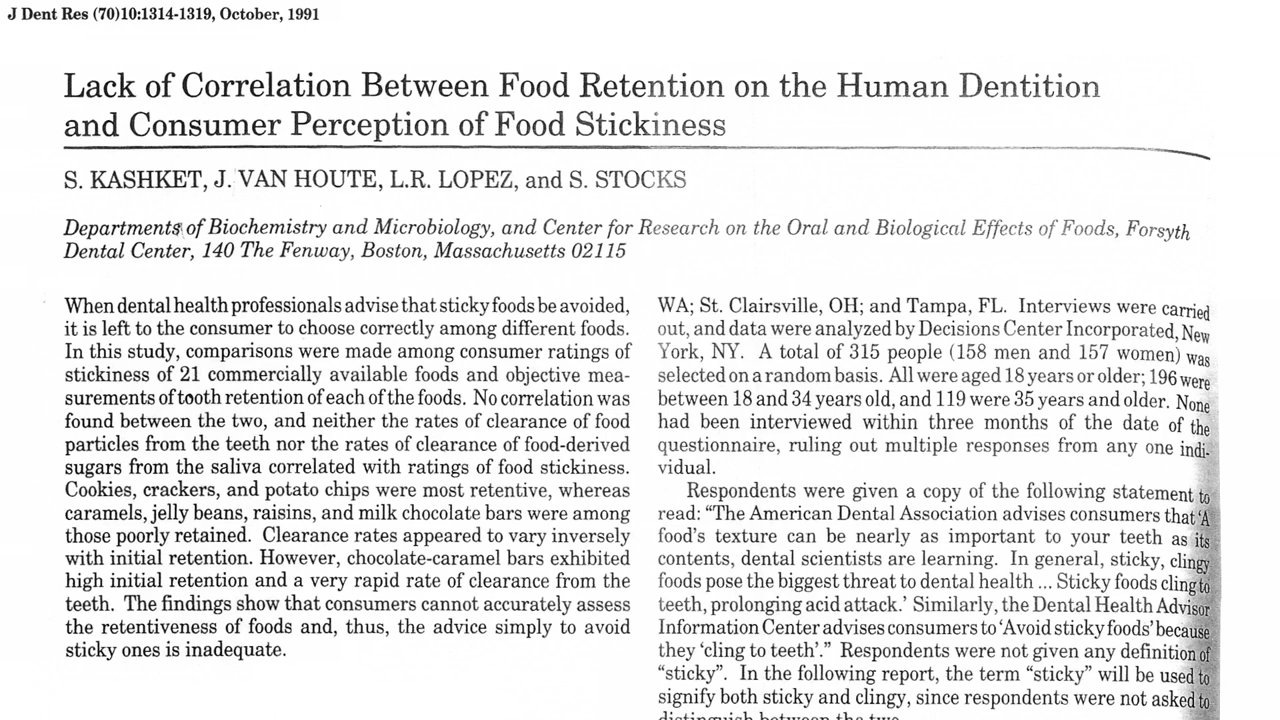 J Dent Res (70)10:1314-1319, October, 1991
Lack of Correlation Between Food Retention on the Human Dentition
and Consumer Perception of Food Stickiness
S. KASHKET, J. VAN HOUTE, L.R. LOPEZ, and S. STOCKS
Departments of Biochemistry and Microbiology, and Center for Research on the Oral and Biological Effects of Foods, Forsyth
Dental Center, 140 The Fenway, Boston, Massachusetts 02115
When dental health professionals advise that sticky foods be avoided,
it is left to the consumer to choose correctly among different foods.
In this study, comparisons were made among consumer ratings of
stickiness of 21 commercially available foods and objective mea-
surements of tooth retention of each of the foods. No correlation was
found between the two, and neither the rates of clearance of food
particles from the teeth nor the rates of clearance of food-derived
sugars from the saliva correlated with ratings of food stickiness.
Cookies, crackers, and potato chips were most retentive, whereas
caramels, jelly beans, raisins, and milk chocolate bars were among
those poorly retained. Clearance rates appeared to vary inversely
with initial retention. However, chocolate-caramel bars exhibited
high initial retention and a very rapid rate of clearance from the
teeth. The findings show that consumers cannot accurately assess
the retentiveness of foods and, thus, the advice simply to avoid
sticky ones is inadequate.
WA; St. Clairsville, OH; and Tampa, FL. Interviews were carried
out, and data were analyzed by Decisions Center Incorporated, New
York, NY. A total of 315 people (158 men and 157 women) was
selected on a random basis. All were aged 18 years or older; 196 were
between 18 and 34 years old, and 119 were 35 years and older. None
had been interviewed within three months of the date of the
questionnaire, ruling out multiple responses from any one indi-
vidual.
Respondents were given a copy of the following statement to
read: “The American Dental Association advises consumers that ‘A
food’s texture can be nearly as important to your teeth as its
contents, dental scientists are learning. In general, sticky, clingy
foods pose the biggest threat to dental health ... Sticky foods cling to
teeth, prolonging acid attack.’ Similarly, the Dental Health Advisor
Information Center advises consumers to ‘Avoid sticky foods’ because
they ‘cling to teeth’.” Respondents were not given any definition of
“sticky”. In the following report, the term “sticky” will be used to
signify both sticky and clingy, since respondents were not asked to
distinguish between the two